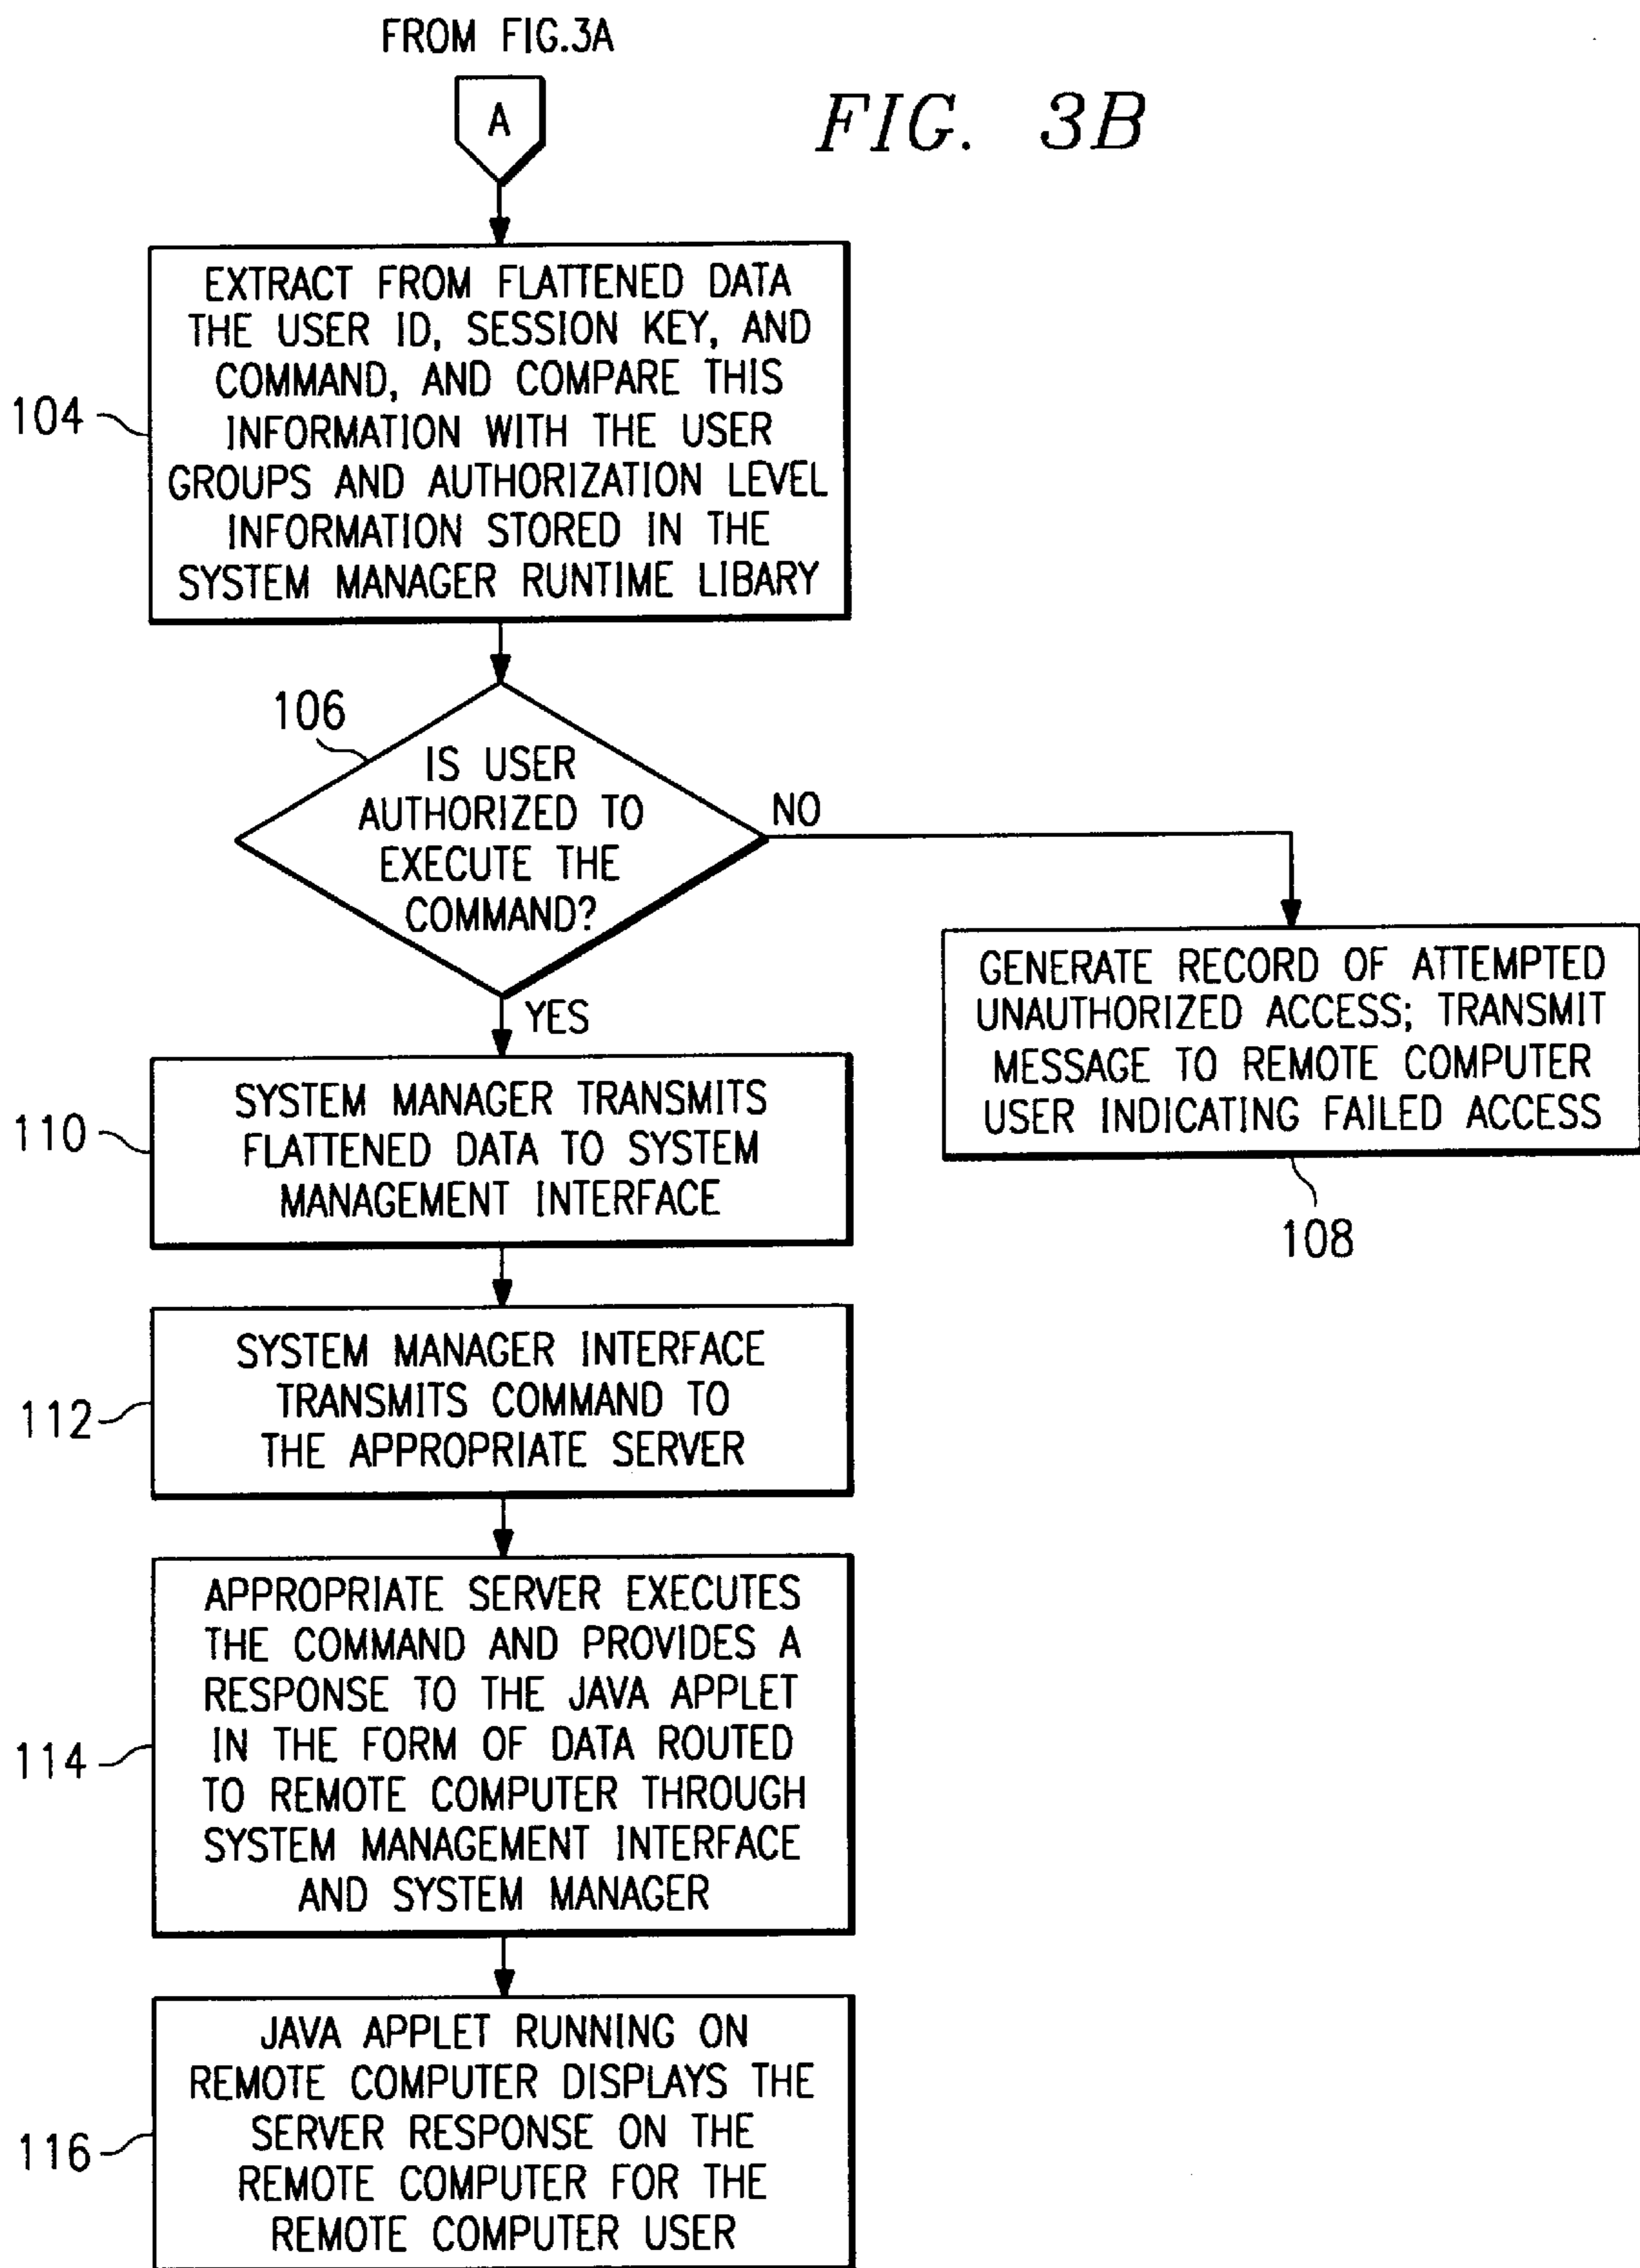 FROM FIG.3A
A
FIG. 3B
EXTRACT FROM FLATTENED DATA
THE USER ID, SESSION KEY, AND
COMMAND, AND COMPARE THIS
INFORMATION WITH THE USER
GROUPS AND AUTHORIZATION LEVEL
INFORMATION STORED IN THE
SYSTEM MANAGER RUNTIME LIBARY
104
106
IS USER
AUTHORIZED TO
EXECUTE THE
COMMAND?
NO
YES
GENERATE RECORD OF ATTEMPTED
UNAUTHORIZED ACCESS; TRANSMIT
MESSAGE TO REMOTE COMPUTER
USER INDICATING FAILED ACCESS
108
SYSTEM MANAGER TRANSMITS
FLATTENED DATA TO SYSTEM
MANAGEMENT INTERFACE
110
SYSTEM MANAGER INTERFACE
TRANSMITS COMMAND TO
THE APPROPRIATE SERVER
112
APPROPRIATE SERVER EXECUTES
THE COMMAND AND PROVIDES A
RESPONSE TO THE JAVA APPLET
IN THE FORM OF DATA ROUTED
TO REMOTE COMPUTER THROUGH
SYSTEM MANAGEMENT INTERFACE
AND SYSTEM MANAGER
114
JAVA APPLET RUNNING ON
REMOTE COMPUTER DISPLAYS THE
SERVER RESPONSE ON THE
REMOTE COMPUTER FOR THE
REMOTE COMPUTER USER
116